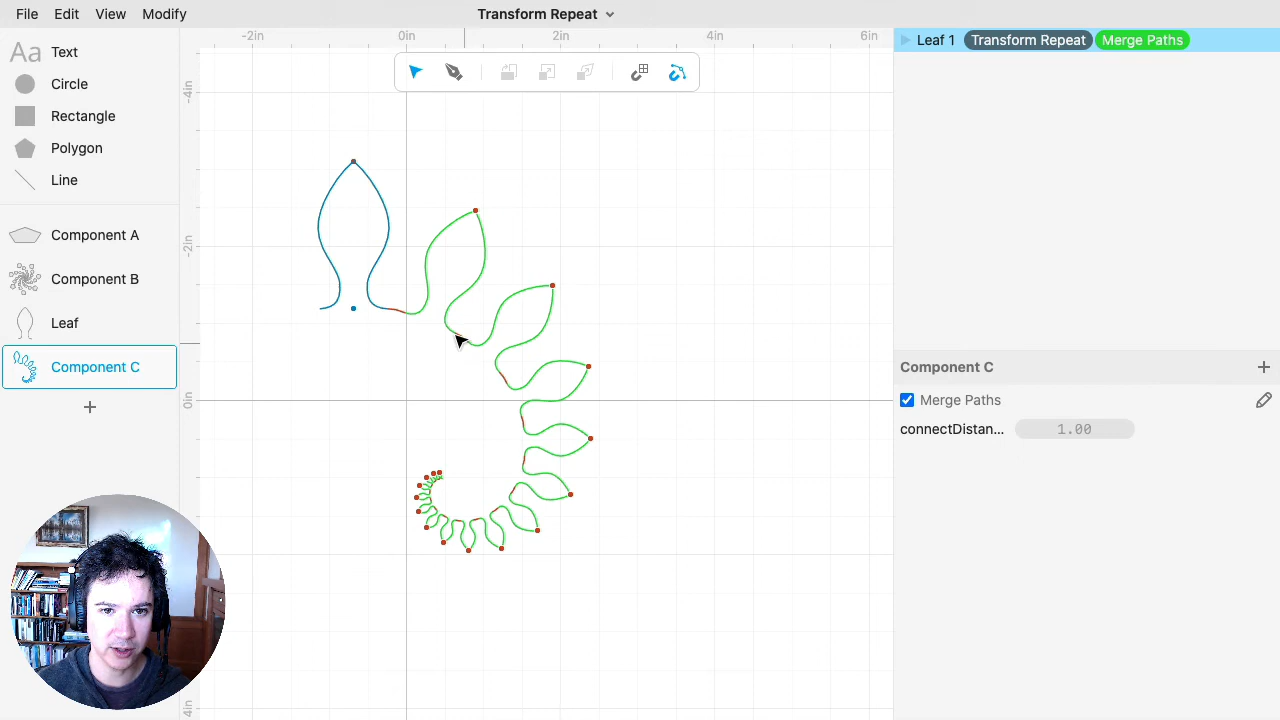 File Edit View Modify
Transform Repeat
-2in 0in 2in 4in 6in
-4in
-2in
0in
4in
Aa Text
Circle
Rectangle
Polygon
Line
Component A
Component B
Leaf
Component C
+
Leaf 1 Transform Repeat Merge Paths
Component C +
Merge Paths
connectDistan... 1.00